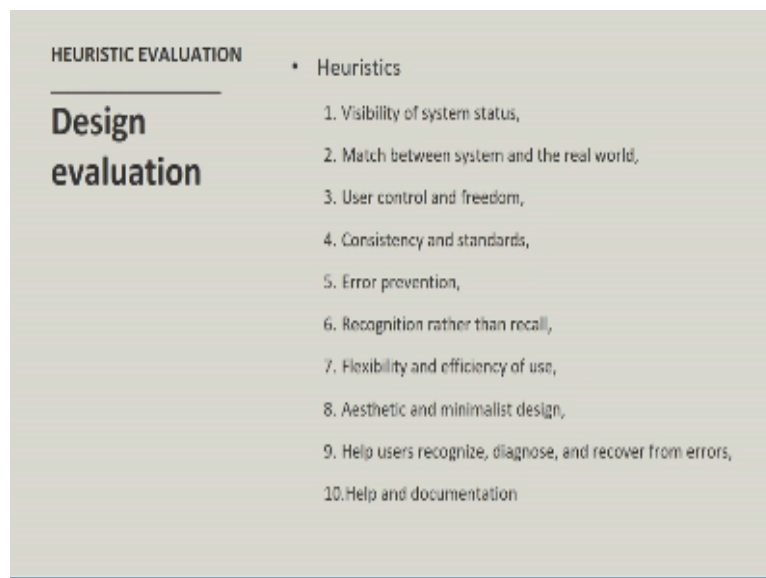 HEURISTIC EVALUATION
Design
evaluation
• Heuristics
1. Visibility of system status,
2. Match between system and the real world,
3. User control and freedom,
4. Consistency and standards,
5. Error prevention,
6. Recognition rather than recall,
7. Flexibility and efficiency of use,
8. Aesthetic and minimalist design,
9. Help users recognize, diagnose, and recover from errors,
10.Help and documentation